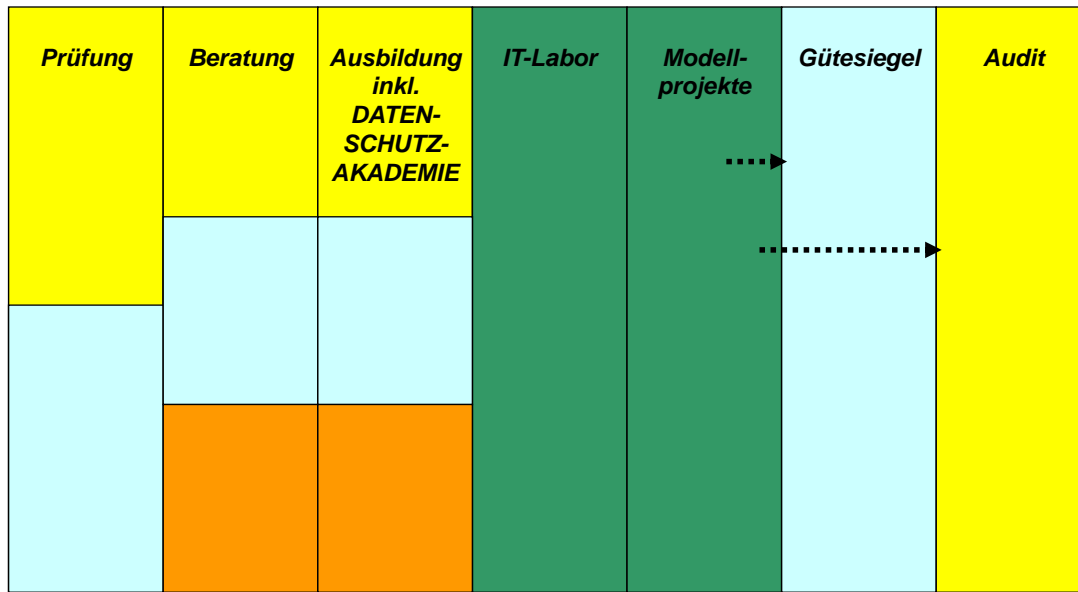 Prüfung
Beratung
Ausbildung
inkl.
DATEN-
SCHUTZ-
AKADEMIE
IT-Labor
Modell-
projekte
Gütesiegel
Audit